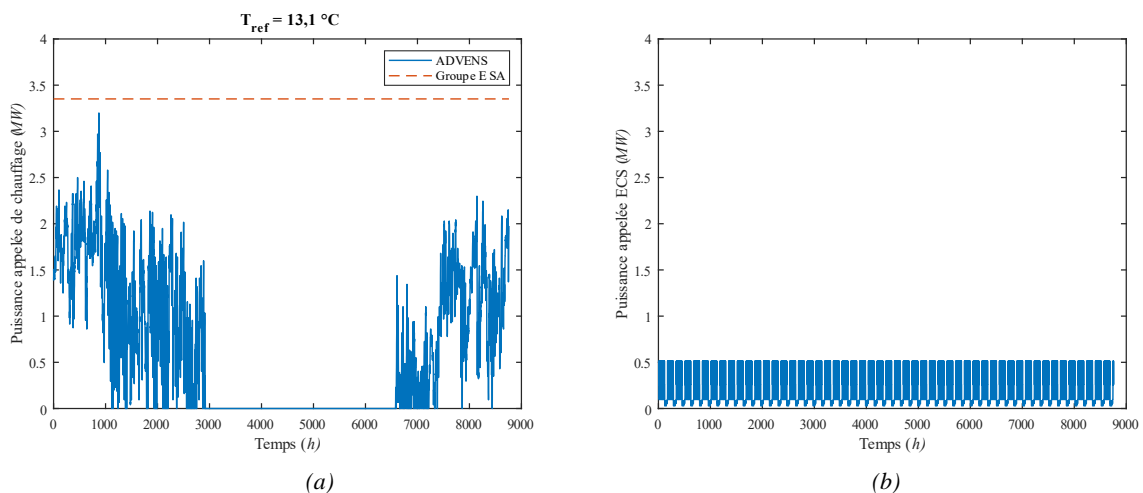 T_ref = 13,1 °C
4
3.5
3
2.5
2
1.5
1
0.5
0
Puissance appelée de chauffage (MW)
ADVENS
Groupe E SA
0 1000 2000 3000 4000 5000 6000 7000 8000 9000
Temps (h)
(a)
4
3.5
3
2.5
2
1.5
1
0.5
0
Puissance appelée ECS (MW)
0 1000 2000 3000 4000 5000 6000 7000 8000 9000
Temps (h)
(b)